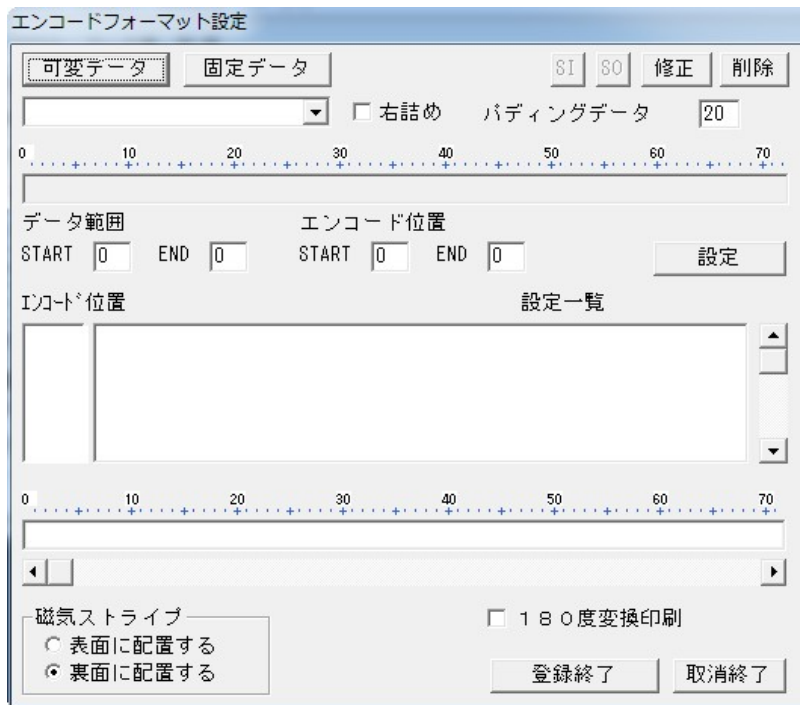 エンコードフォーマット設定
可変データ 固定データ SI SO 修正 削除
右詰め パディングデータ 20
0 10 20 30 40 50 60 70
データ範囲 エンコード位置
START 0 END 0 START 0 END 0 設定
ｴﾝｺｰﾄﾞ位置 設定一覧
0 10 20 30 40 50 60 70
磁気ストライプ
表面に配置する
１８０度変換印刷
裏面に配置する
登録終了 取消終了